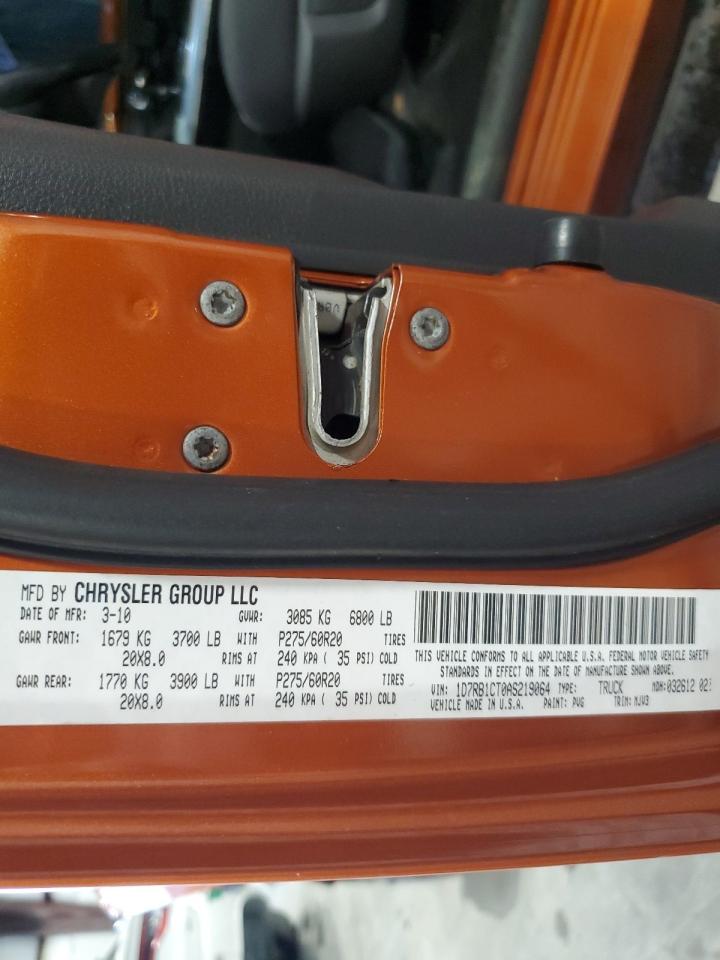 MFD BY CHRYSLER GROUP LLC
DATE OF MFR: 3-10 GVWR: 3085 KG 6800 LB
GAWR FRONT: 1679 KG 3700 LB WITH P275/60R20 TIRES
20X8.0 RIMS AT 240 KPA ( 35 PSI) COLD
GAWR REAR: 1770 KG 3900 LB WITH P275/60R20 TIRES
20X8.0 RIMS AT 240 KPA ( 35 PSI) COLD
THIS VEHICLE CONFORMS TO ALL APPLICABLE U.S.A. FEDERAL MOTOR VEHICLE SAFETY
STANDARDS IN EFFECT ON THE DATE OF MANUFACTURE SHOWN ABOVE.
VIN: 1D7RB1CT0AS219064 TYPE: TRUCK MDH: 032612
VEHICLE MADE IN U.S.A. PAINT: PVG TRIM: MJV3